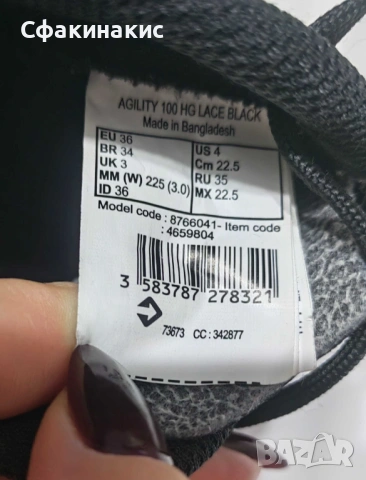 Сфакинакис
AGILITY 100 HG LACE BLACK
Made in Bangladesh
EU 36
BR 34
UK 3
MM (W) 225 (3.0)
ID 36
US 4
Cm 22.5
RU 35
MX 22.5
Model code : 8766041- Item code
: 4659804
3 583787 278321
73673 CC : 342877
BAZAR